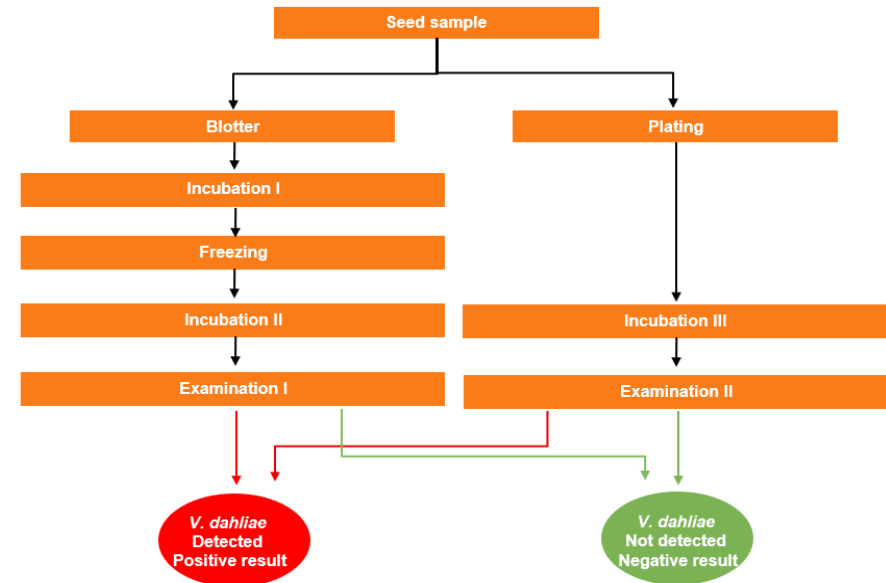 Seed sample
Blotter
Plating
Incubation I
Freezing
Incubation II
Incubation III
Examination I
Examination II
V. dahliae
Detected
Positive result
V. dahliae
Not detected
Negative result